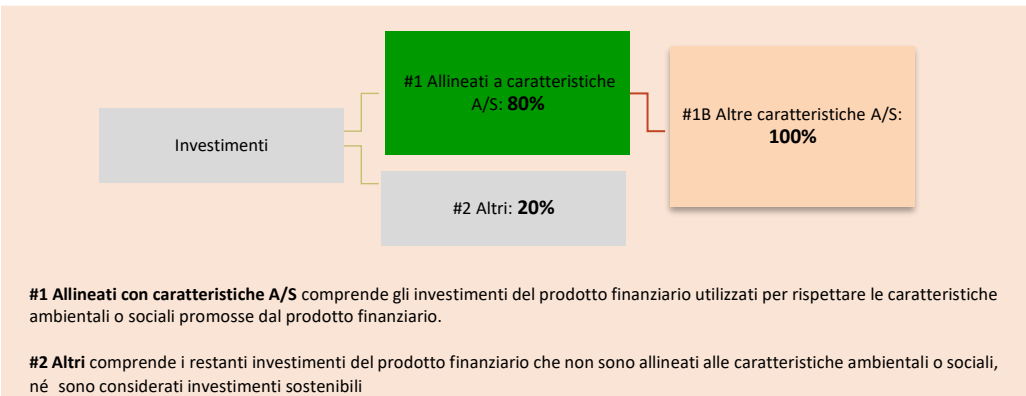 #1 Allineati a caratteristiche
A/S: 80%
#1B Altre caratteristiche A/S:
100%
Investimenti
#2 Altri: 20%
#1 Allineati con caratteristiche A/S comprende gli investimenti del prodotto finanziario utilizzati per rispettare le caratteristiche
ambientali o sociali promosse dal prodotto finanziario.
#2 Altri comprende i restanti investimenti del prodotto finanziario che non sono allineati alle caratteristiche ambientali o sociali,
né sono considerati investimenti sostenibili